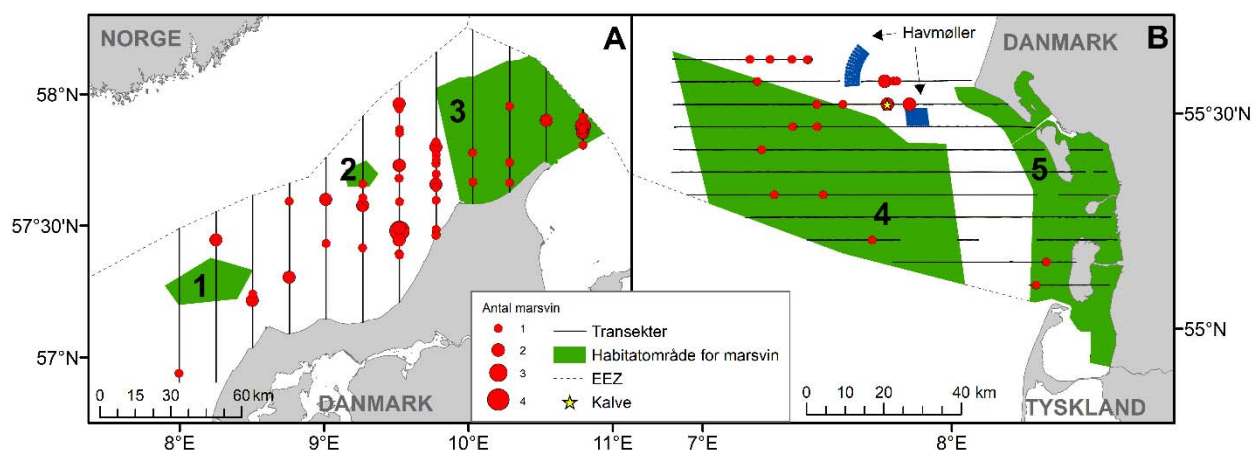 NORGE
A
58°N
57°30'N
57°N
1
2
3
0 15 30 60 km
DANMARK
8°E
9°E
10°E
11°E
B
DANMARK
Havmøller
4
5
55°30'N
55°N
0 10 20 40 km
TYSKLAND
7°E
8°E
Antal marsvin
1
2
3
4
Transekter
Habitatområde for marsvin
EEZ
Kalve